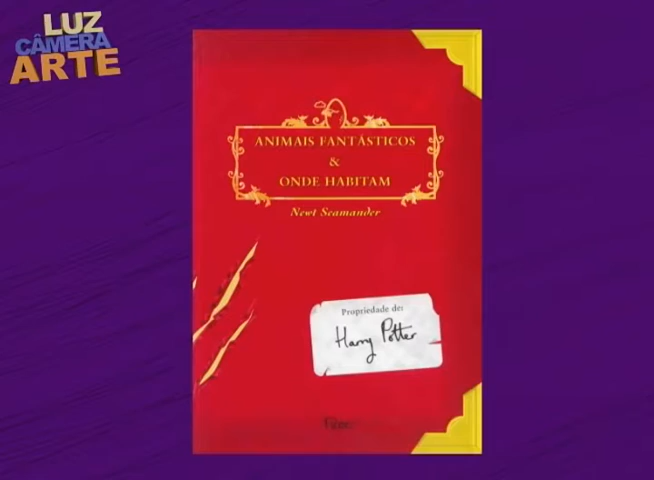 LUZ
CÂMERA
ARTE
ANIMAIS FANTÁSTICOS
&
ONDE HABITAM
Newt Scamander
Propriedade de:
Harry Potter